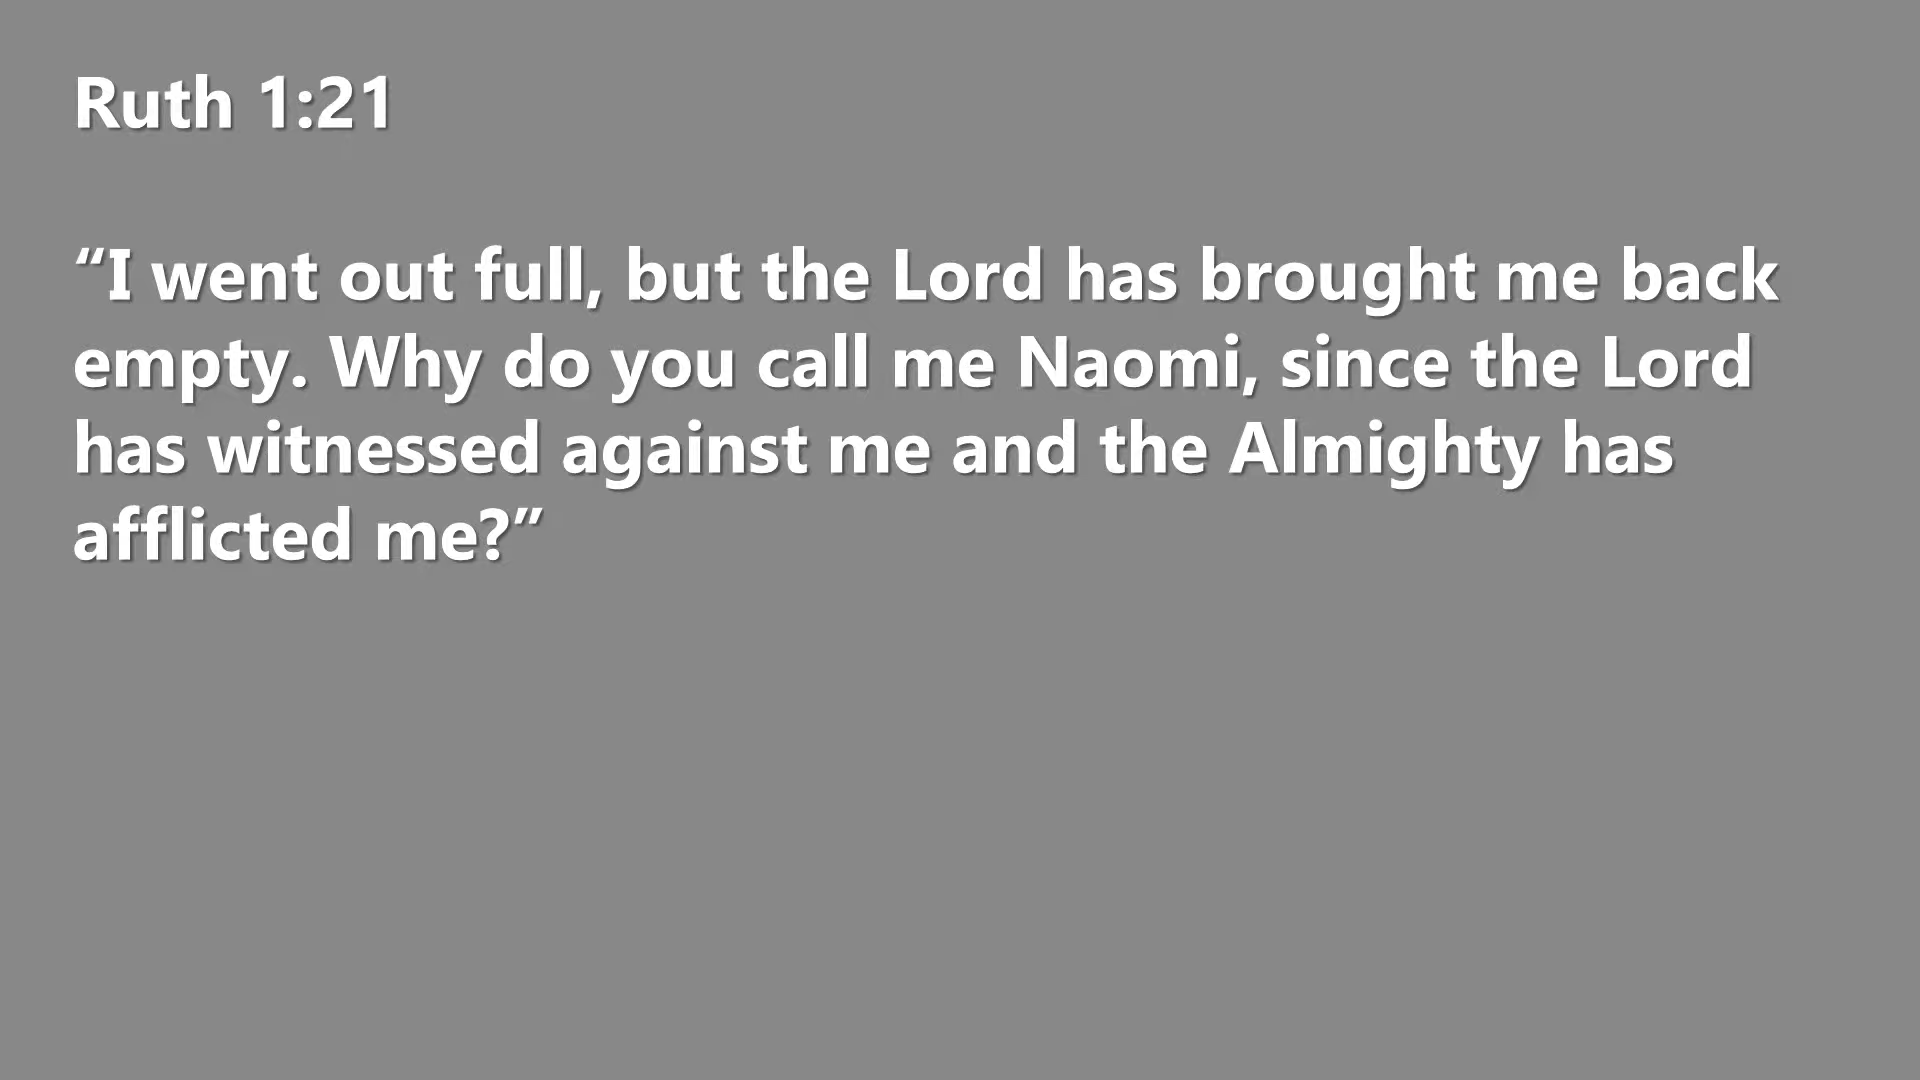 Ruth 1:21
“I went out full, but the Lord has brought me back
empty. Why do you call me Naomi, since the Lord
has witnessed against me and the Almighty has
afflicted me?”